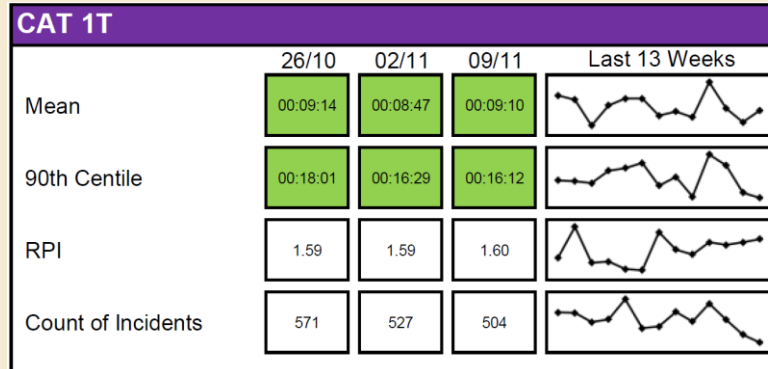 CAT 1T
26/10 02/11 09/11 Last 13 Weeks
Mean 00:09:14 00:08:47 00:09:10
90th Centile 00:18:01 00:16:29 00:16:12
RPI 1.59 1.59 1.60
Count of Incidents 571 527 504